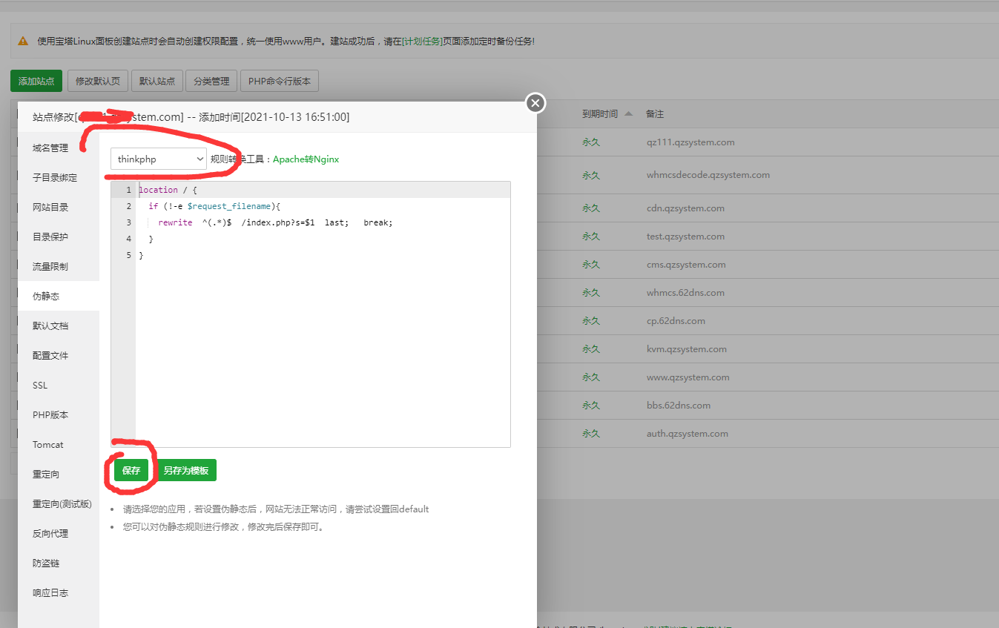 使用宝塔Linux面板创建站点时会自动创建权限配置，统一使用www用户。建站成功后，请在[计划任务]页面添加定时备份任务!
添加站点 修改默认页 默认站点 分类管理 PHP命令行版本
站点修改[ stem.com] -- 添加时间[2021-10-13 16:51:00]
到期时间 备注
域名管理
子目录绑定
网站目录
目录保护
流量限制
伪静态
默认文档
配置文件
SSL
PHP版本
Tomcat
重定向
重定向(测试版)
反向代理
防盗链
响应日志
thinkphp 规则转换工具：Apache转Nginx
1 location / {
2 if (!-e $request_filename){
3 rewrite ^(.*)$ /index.php?s=$1 last; break;
4 }
5 }
保存 另存为模板
请选择您的应用，若设置伪静态后，网站无法正常访问，请尝试设置回default
您可以对伪静态规则进行修改，修改完后保存即可。
永久 qz111.qzsystem.com
永久 whmcsdecode.qzsystem.com
永久 cdn.qzsystem.com
永久 test.qzsystem.com
永久 cms.qzsystem.com
永久 whmcs.62dns.com
永久 cp.62dns.com
永久 kvm.qzsystem.com
永久 www.qzsystem.com
永久 bbs.62dns.com
永久 auth.qzsystem.com